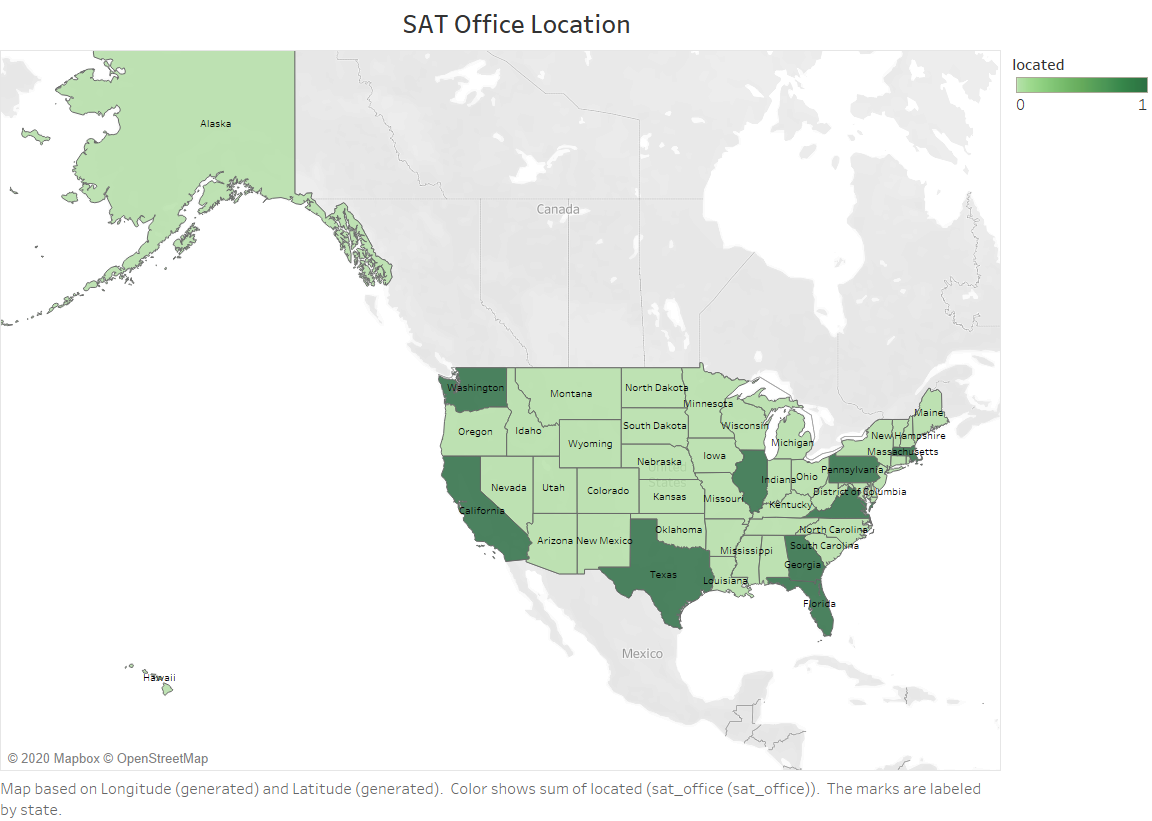 SAT Office Location
located
0 1
Alaska
Canada
Washington
Montana
North Dakota
Minnesota
Maine
Oregon
Idaho
South Dakota
Wisconsin
New Hampshire
Wyoming
Michigan
Massachusetts
Iowa
Nebraska
Pennsylvania
United
States
Nevada
Utah
Colorado
Kansas
Missouri
Indiana
Ohio
District of Columbia
Kentucky
California
Oklahoma
North Carolina
Arizona
New Mexico
Mississippi
South Carolina
Georgia
Texas
Louisiana
Florida
Mexico
Hawaii
© 2020 Mapbox © OpenStreetMap
Map based on Longitude (generated) and Latitude (generated). Color shows sum of located (sat_office (sat_office)). The marks are labeled
by state.